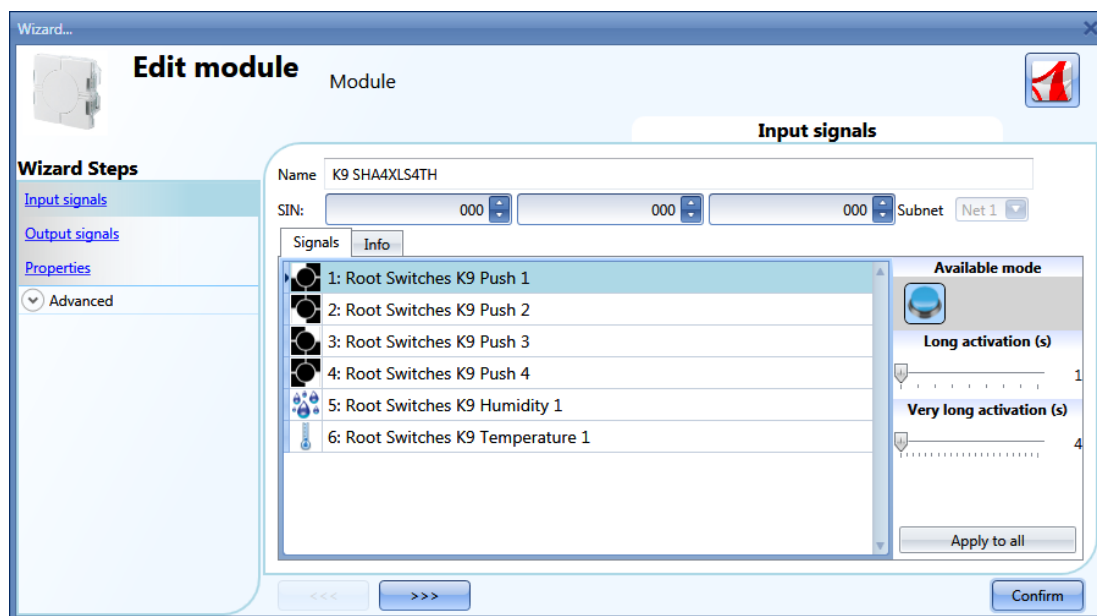 Wizard...
Edit module
Module
Input signals
Wizard Steps
Input signals
Output signals
Properties
Advanced
Name K9 SHA4XLS4TH
SIN: 000 000 000 Subnet Net 1
Signals Info
1: Root Switches K9 Push 1
2: Root Switches K9 Push 2
3: Root Switches K9 Push 3
4: Root Switches K9 Push 4
5: Root Switches K9 Humidity 1
6: Root Switches K9 Temperature 1
Available mode
Long activation (s)
1
Very long activation (s)
4
Apply to all
<<< >>> Confirm